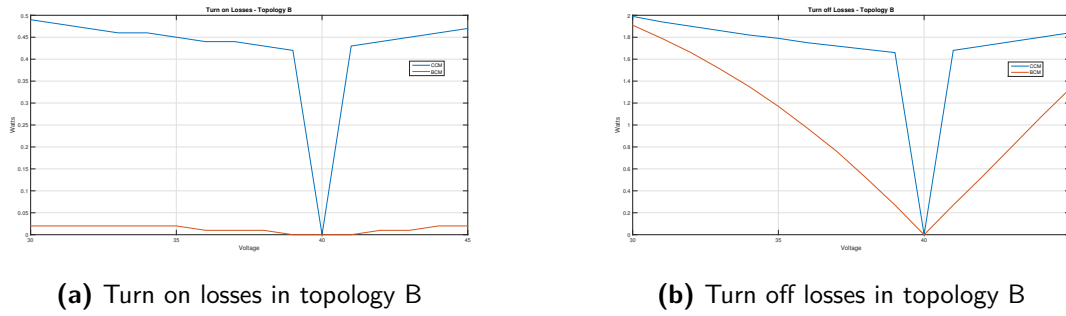 Turn on Losses - Topology B
0.5
0.45
0.4
0.35
0.3
0.25
0.2
0.15
0.1
0.05
0
Watts
CCM
BCM
30 35 40 45
Voltage
(a) Turn on losses in topology B
Turn off Losses - Topology B
2
1.8
1.6
1.4
1.2
1
0.8
0.6
0.4
0.2
0
Watts
CCM
BCM
30 35 40
Voltage
(b) Turn off losses in topology B